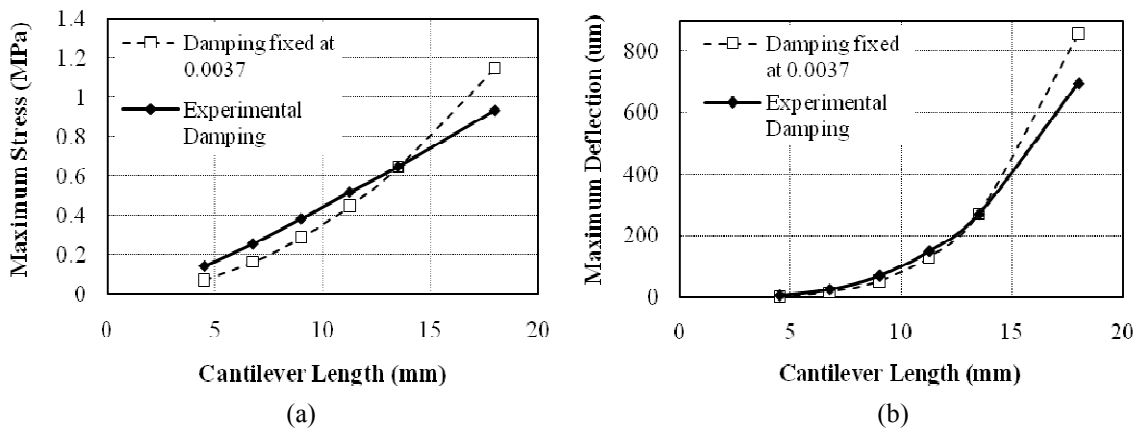 1.4
1.2
1
0.8
0.6
0.4
0.2
0
Maximum Stress (MPa)
Damping fixed at
0.0037
Experimental
Damping
0 5 10 15 20
Cantilever Length (mm)
(a)
800
600
400
200
0
Maximum Deflection (um)
Damping fixed
at 0.0037
Experimental
Damping
0 5 10 15 20
Cantilever Length (mm)
(b)